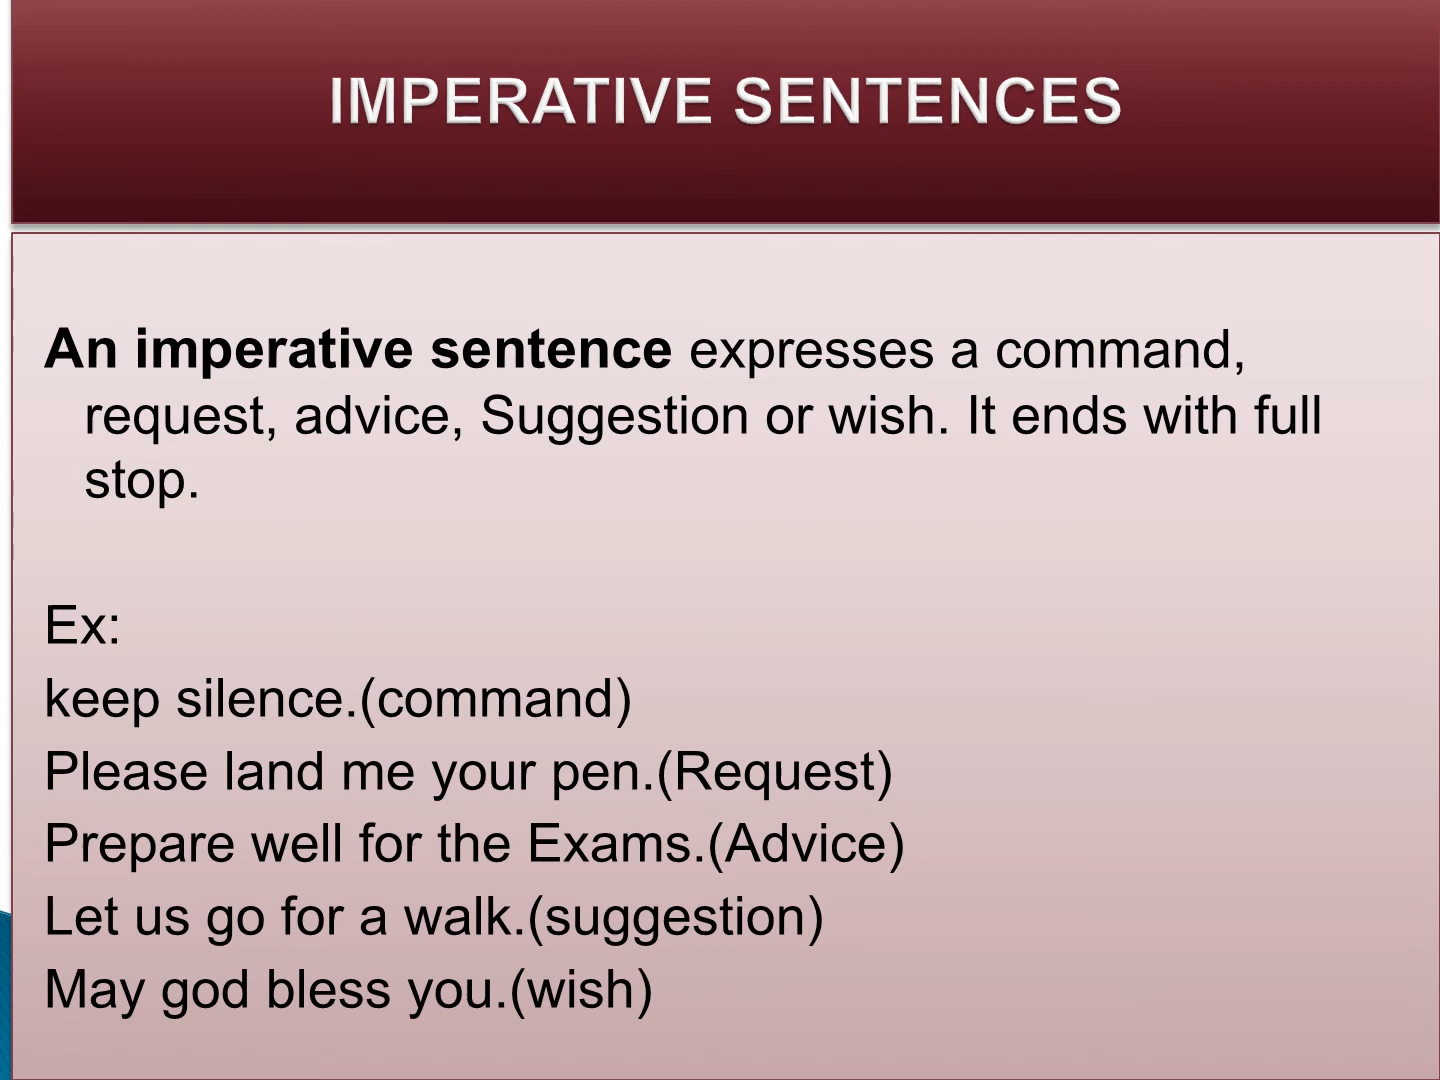 IMPERATIVE SENTENCES
An imperative sentence expresses a command,
request, advice, Suggestion or wish. It ends with full
stop.
Ex:
keep silence.(command)
Please land me your pen.(Request)
Prepare well for the Exams.(Advice)
Let us go for a walk.(suggestion)
May god bless you.(wish)